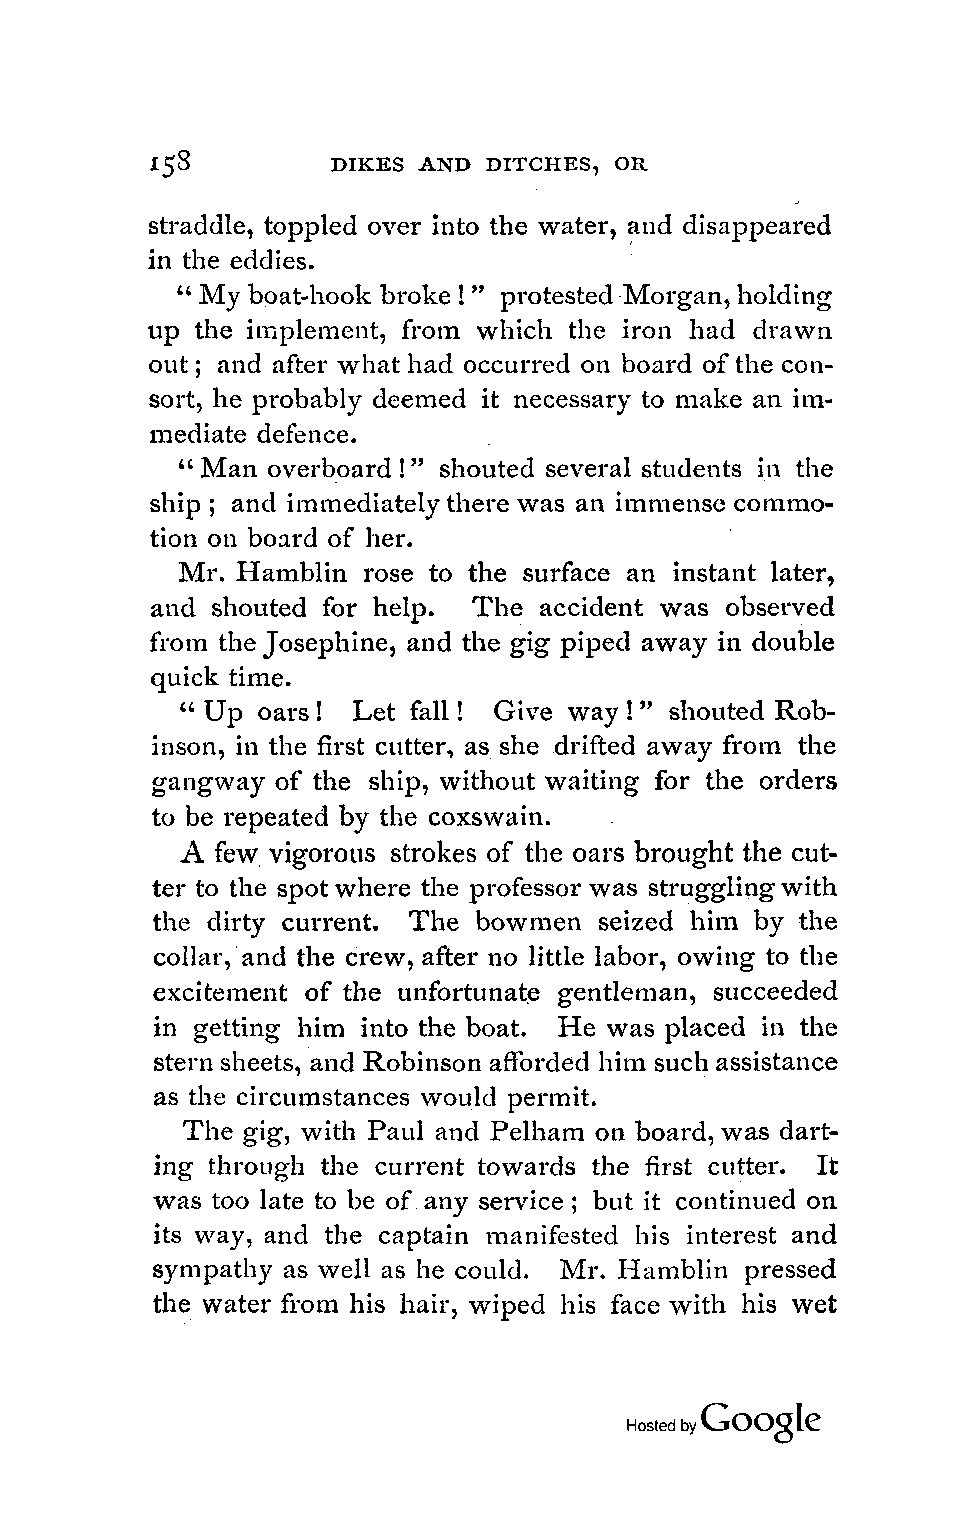 158 DIKES AND DITCHES, OR
straddle, toppled over into the water, and disappeared
in the eddies.
“ My boat-hook broke ! ” protested Morgan, holding
up the implement, from which the iron had drawn
out ; and after what had occurred on board of the con-
sort, he probably deemed it necessary to make an im-
mediate defence.
“ Man overboard ! ” shouted several students in the
ship ; and immediately there was an immense commo-
tion on board of her.
Mr. Hamblin rose to the surface an instant later,
and shouted for help. The accident was observed
from the Josephine, and the gig piped away in double
quick time.
“ Up oars ! Let fall ! Give way ! ” shouted Rob-
inson, in the first cutter, as she drifted away from the
gangway of the ship, without waiting for the orders
to be repeated by the coxswain.
A few vigorous strokes of the oars brought the cut-
ter to the spot where the professor was struggling with
the dirty current. The bowmen seized him by the
collar, and the crew, after no little labor, owing to the
excitement of the unfortunate gentleman, succeeded
in getting him into the boat. He was placed in the
stern sheets, and Robinson afforded him such assistance
as the circumstances would permit.
The gig, with Paul and Pelham on board, was dart-
ing through the current towards the first cutter. It
was too late to be of any service ; but it continued on
its way, and the captain manifested his interest and
sympathy as well as he could. Mr. Hamblin pressed
the water from his hair, wiped his face with his wet
Hosted by Google